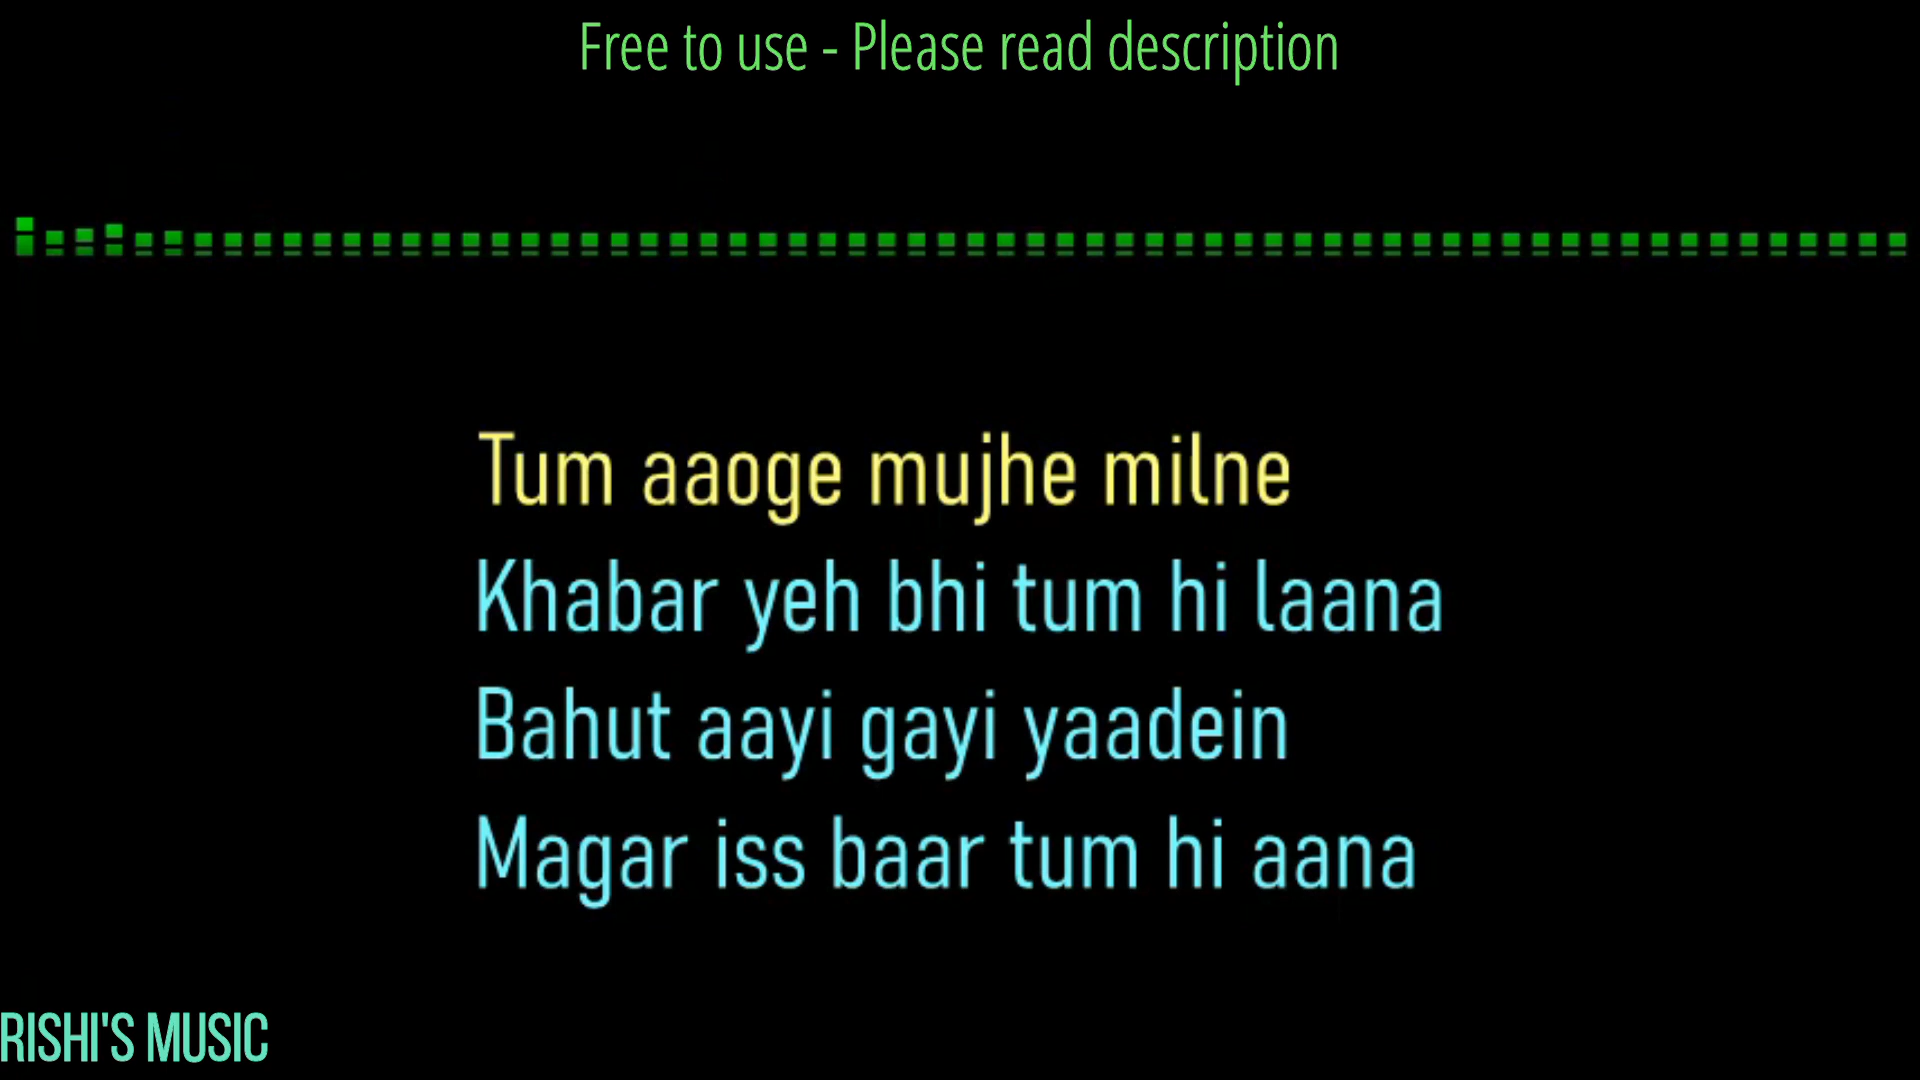 Free to use - Please read description
Tum aaoge mujhe milne
Khabar yeh bhi tum hi laana
Bahut aayi gayi yaadein
Magar iss baar tum hi aana
RISHI'S MUSIC